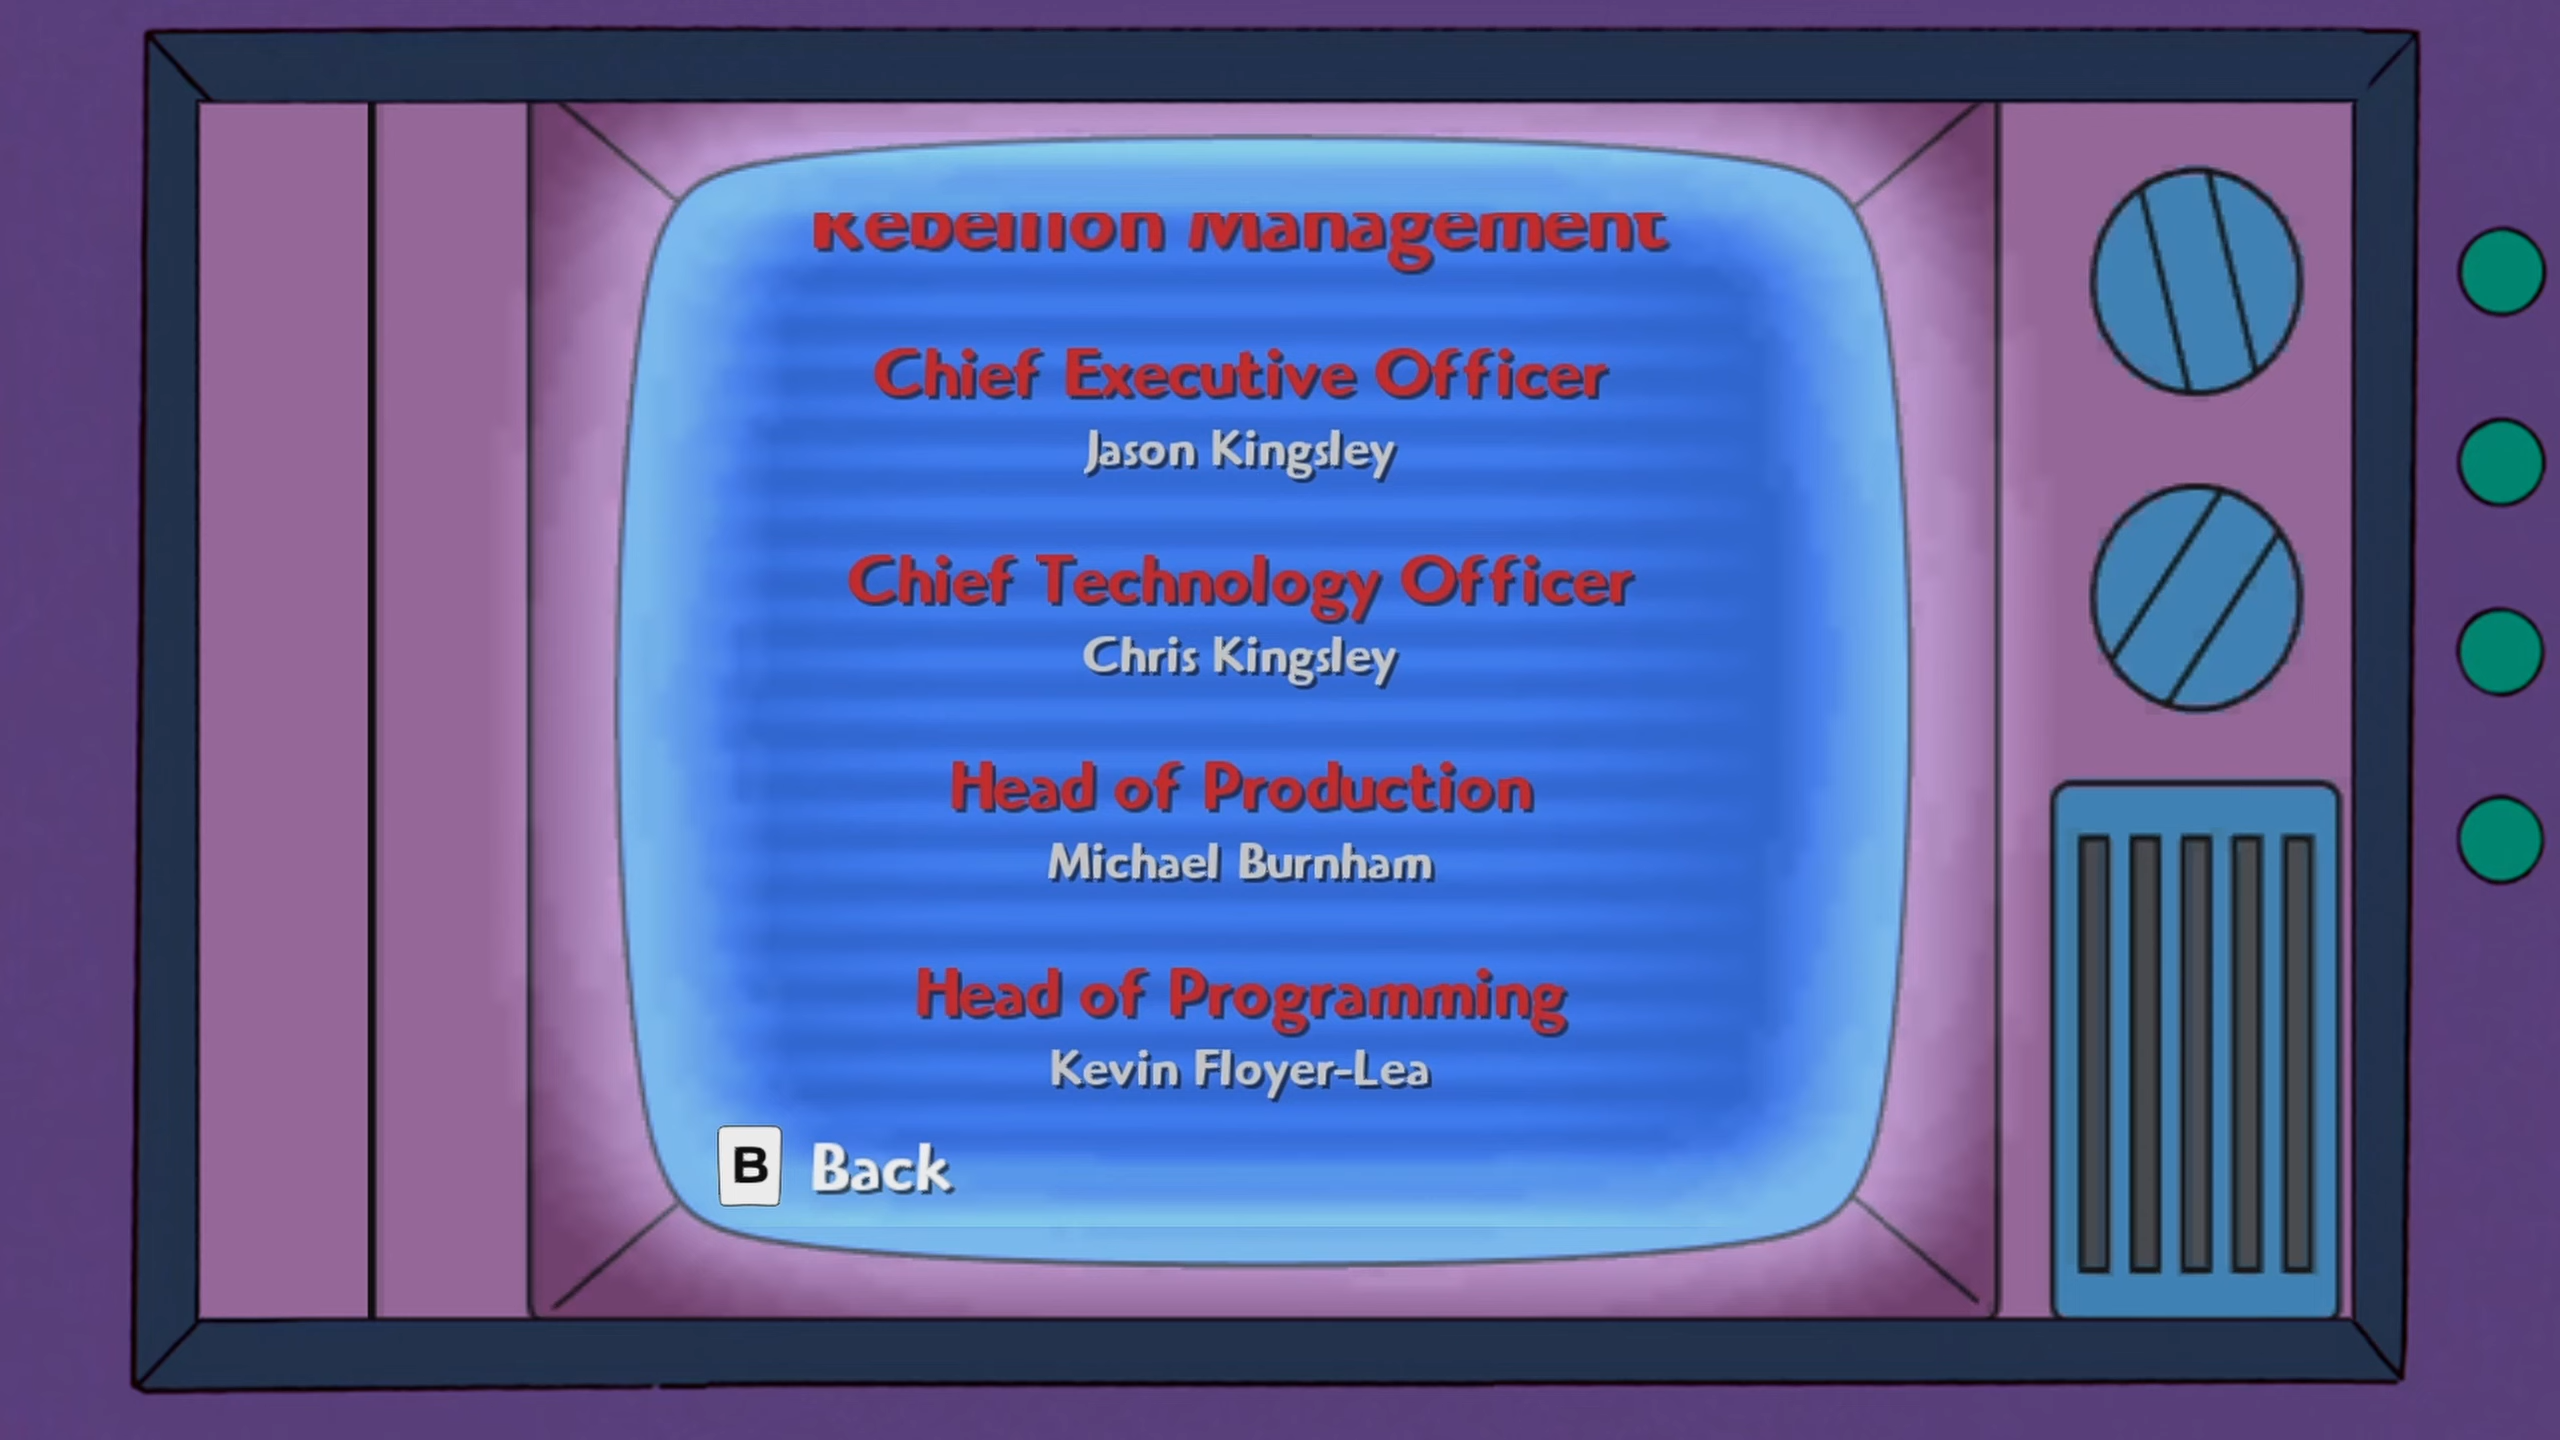 Rebellion Management
Chief Executive Officer
Jason Kingsley
Chief Technology Officer
Chris Kingsley
Head of Production
Michael Burnham
Head of Programming
Kevin Floyer-Lea
B Back